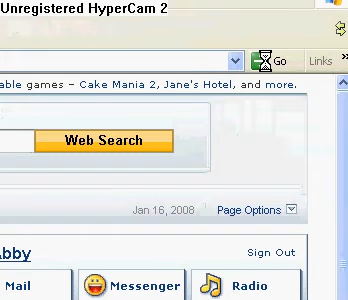 Unregistered HyperCam 2
Go Links »
able games – Cake Mania 2, Jane's Hotel, and more.
Web Search
Jan 16, 2008 Page Options
Abby
Sign Out
Mail Messenger Radio